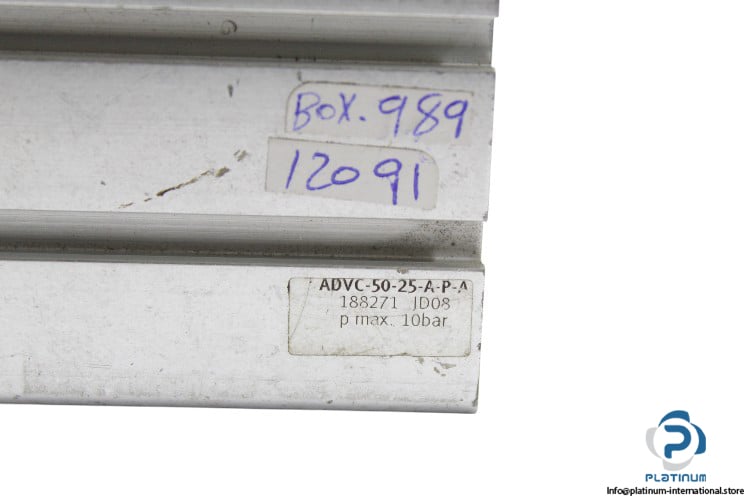 BOX.989
12091
ADVC-50-25-A-P-A
188271 JD08
p max. 10bar
PLATINUM
Info@platinum-international.store